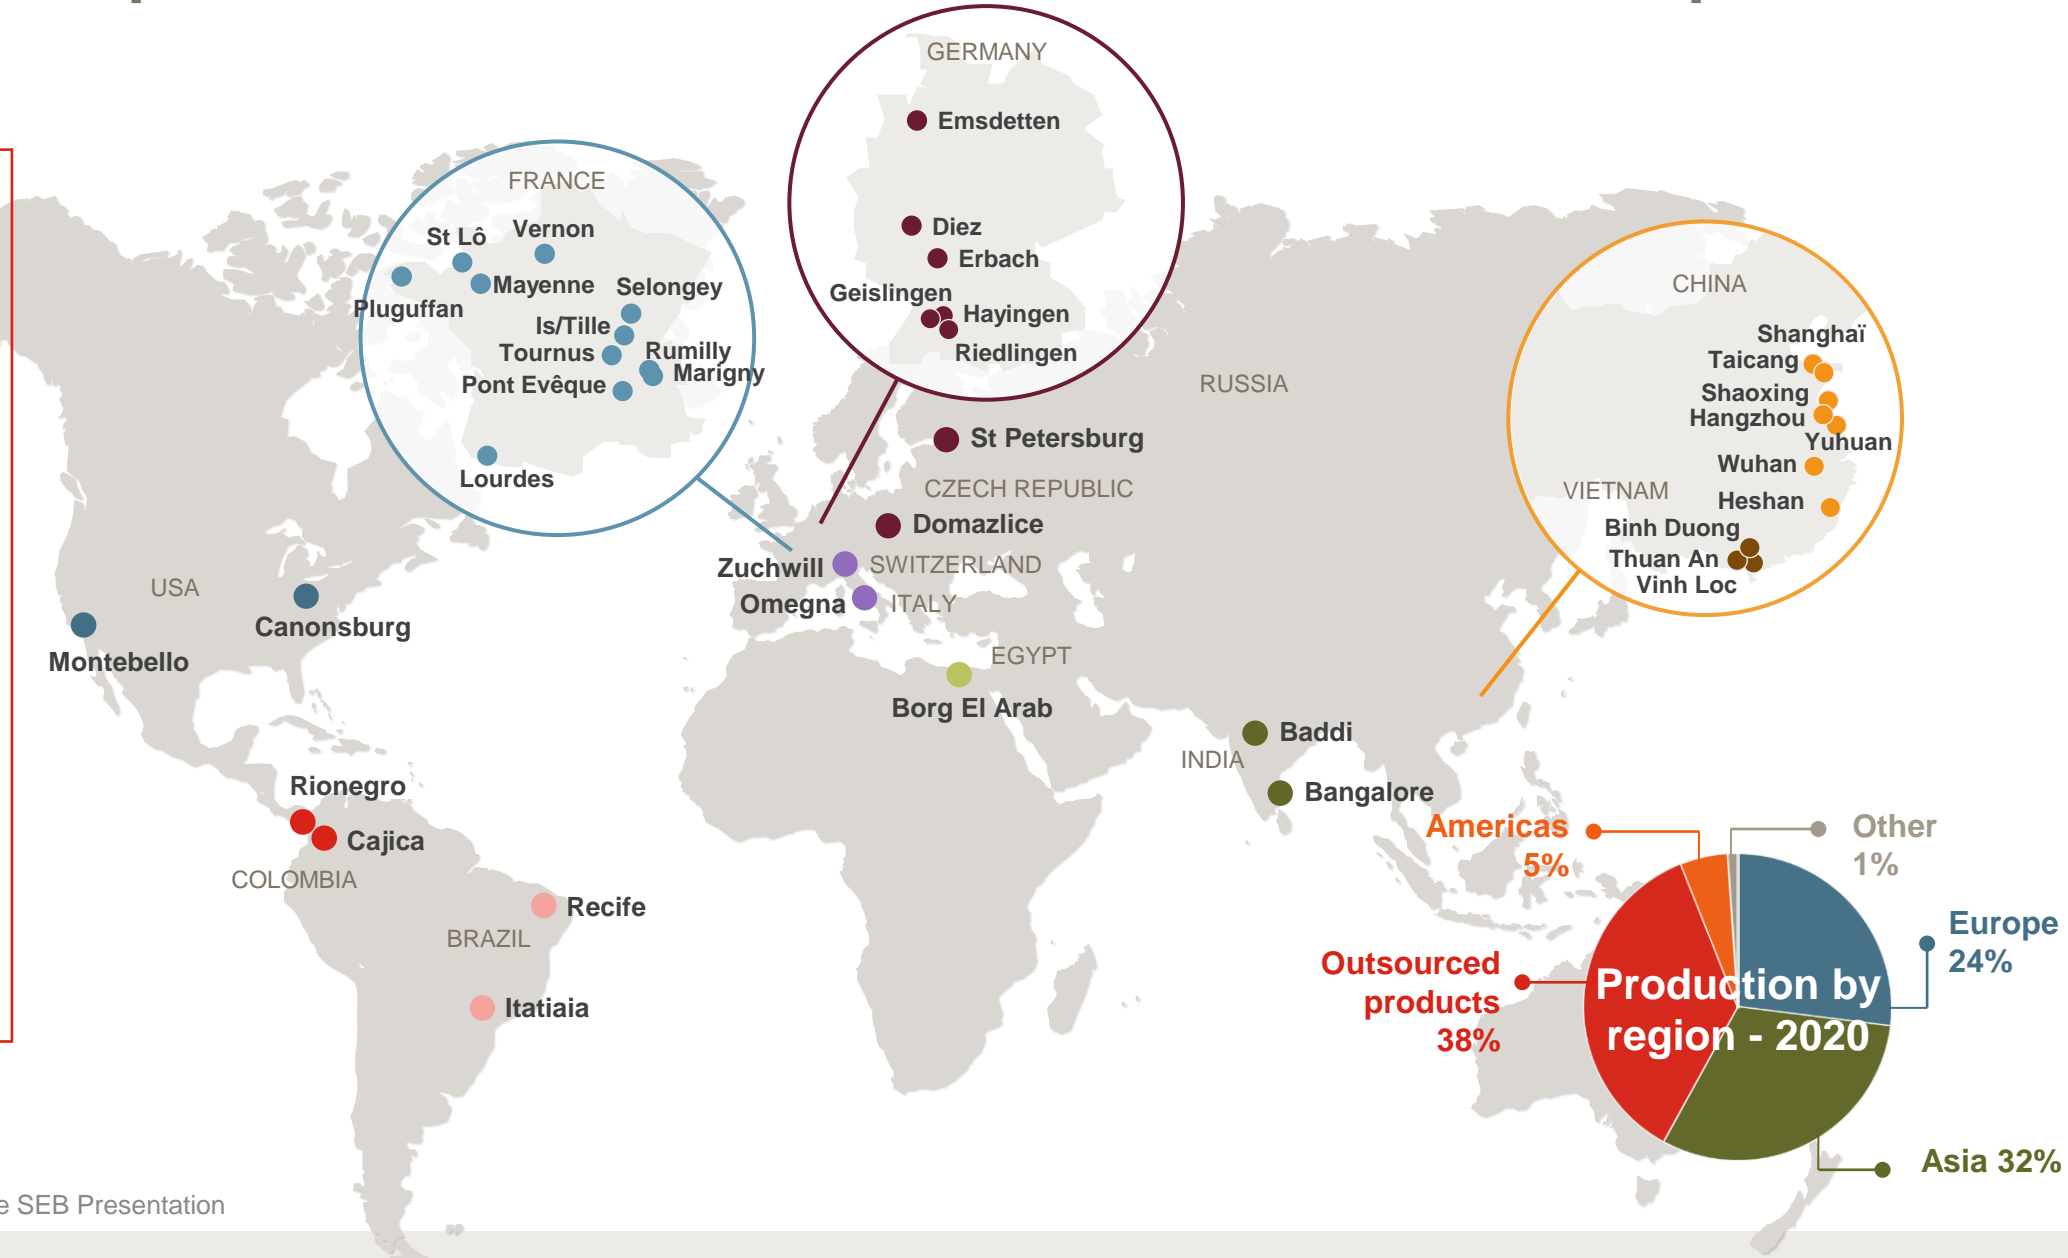 GERMANY
Emsdetten
Diez
Erbach
Geislingen
Hayingen
Riedlingen
FRANCE
Vernon
St Lô
Mayenne
Selongey
Pluguffan
Is/Tille
Tournus
Rumilly
Marigny
Pont Evêque
Lourdes
CHINA
Shanghaï
Taicang
Shaoxing
Hangzhou
Yuhuan
Wuhan
Heshan
VIETNAM
Binh Duong
Thuan An
Vinh Loc
RUSSIA
St Petersburg
CZECH REPUBLIC
Domazlice
Zuchwill
SWITZERLAND
Omegna
ITALY
USA
Canonsburg
Montebello
EGYPT
Borg El Arab
Baddi
INDIA
Bangalore
Rionegro
Cajica
COLOMBIA
Recife
BRAZIL
Itatiaia
Americas
5%
Other
1%
Europe
24%
Outsourced
products
38%
Production by
region - 2020
Asia 32%
e SEB Presentation